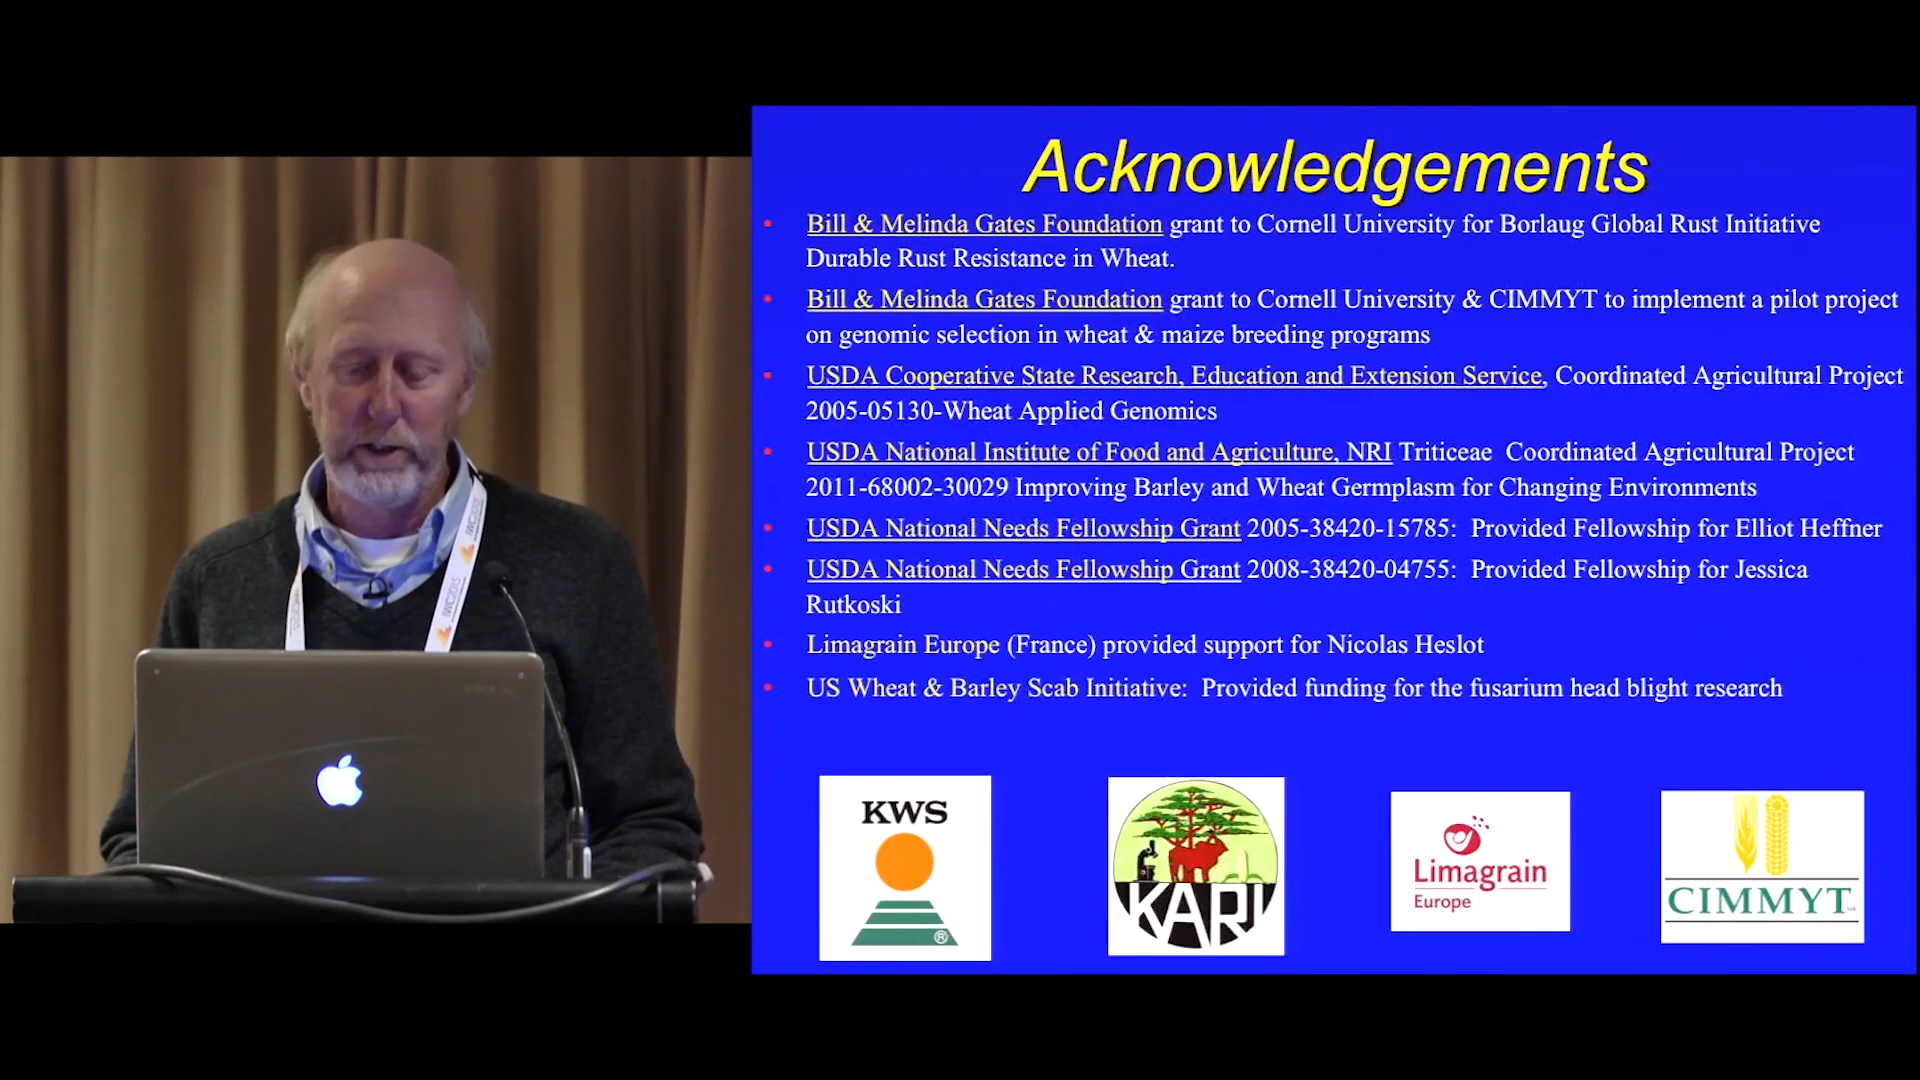 Acknowledgements
Bill & Melinda Gates Foundation grant to Cornell University for Borlaug Global Rust Initiative
Durable Rust Resistance in Wheat.
Bill & Melinda Gates Foundation grant to Cornell University & CIMMYT to implement a pilot project
on genomic selection in wheat & maize breeding programs
USDA Cooperative State Research, Education and Extension Service, Coordinated Agricultural Project
2005-05130-Wheat Applied Genomics
USDA National Institute of Food and Agriculture, NRI Triticeae Coordinated Agricultural Project
2011-68002-30029 Improving Barley and Wheat Germplasm for Changing Environments
USDA National Needs Fellowship Grant 2005-38420-15785: Provided Fellowship for Elliot Heffner
USDA National Needs Fellowship Grant 2008-38420-04755: Provided Fellowship for Jessica
Rutkoski
Limagrain Europe (France) provided support for Nicolas Heslot
US Wheat & Barley Scab Initiative: Provided funding for the fusarium head blight research
KWS
®
KARI
Limagrain
Europe
CIMMYT
IWC2015